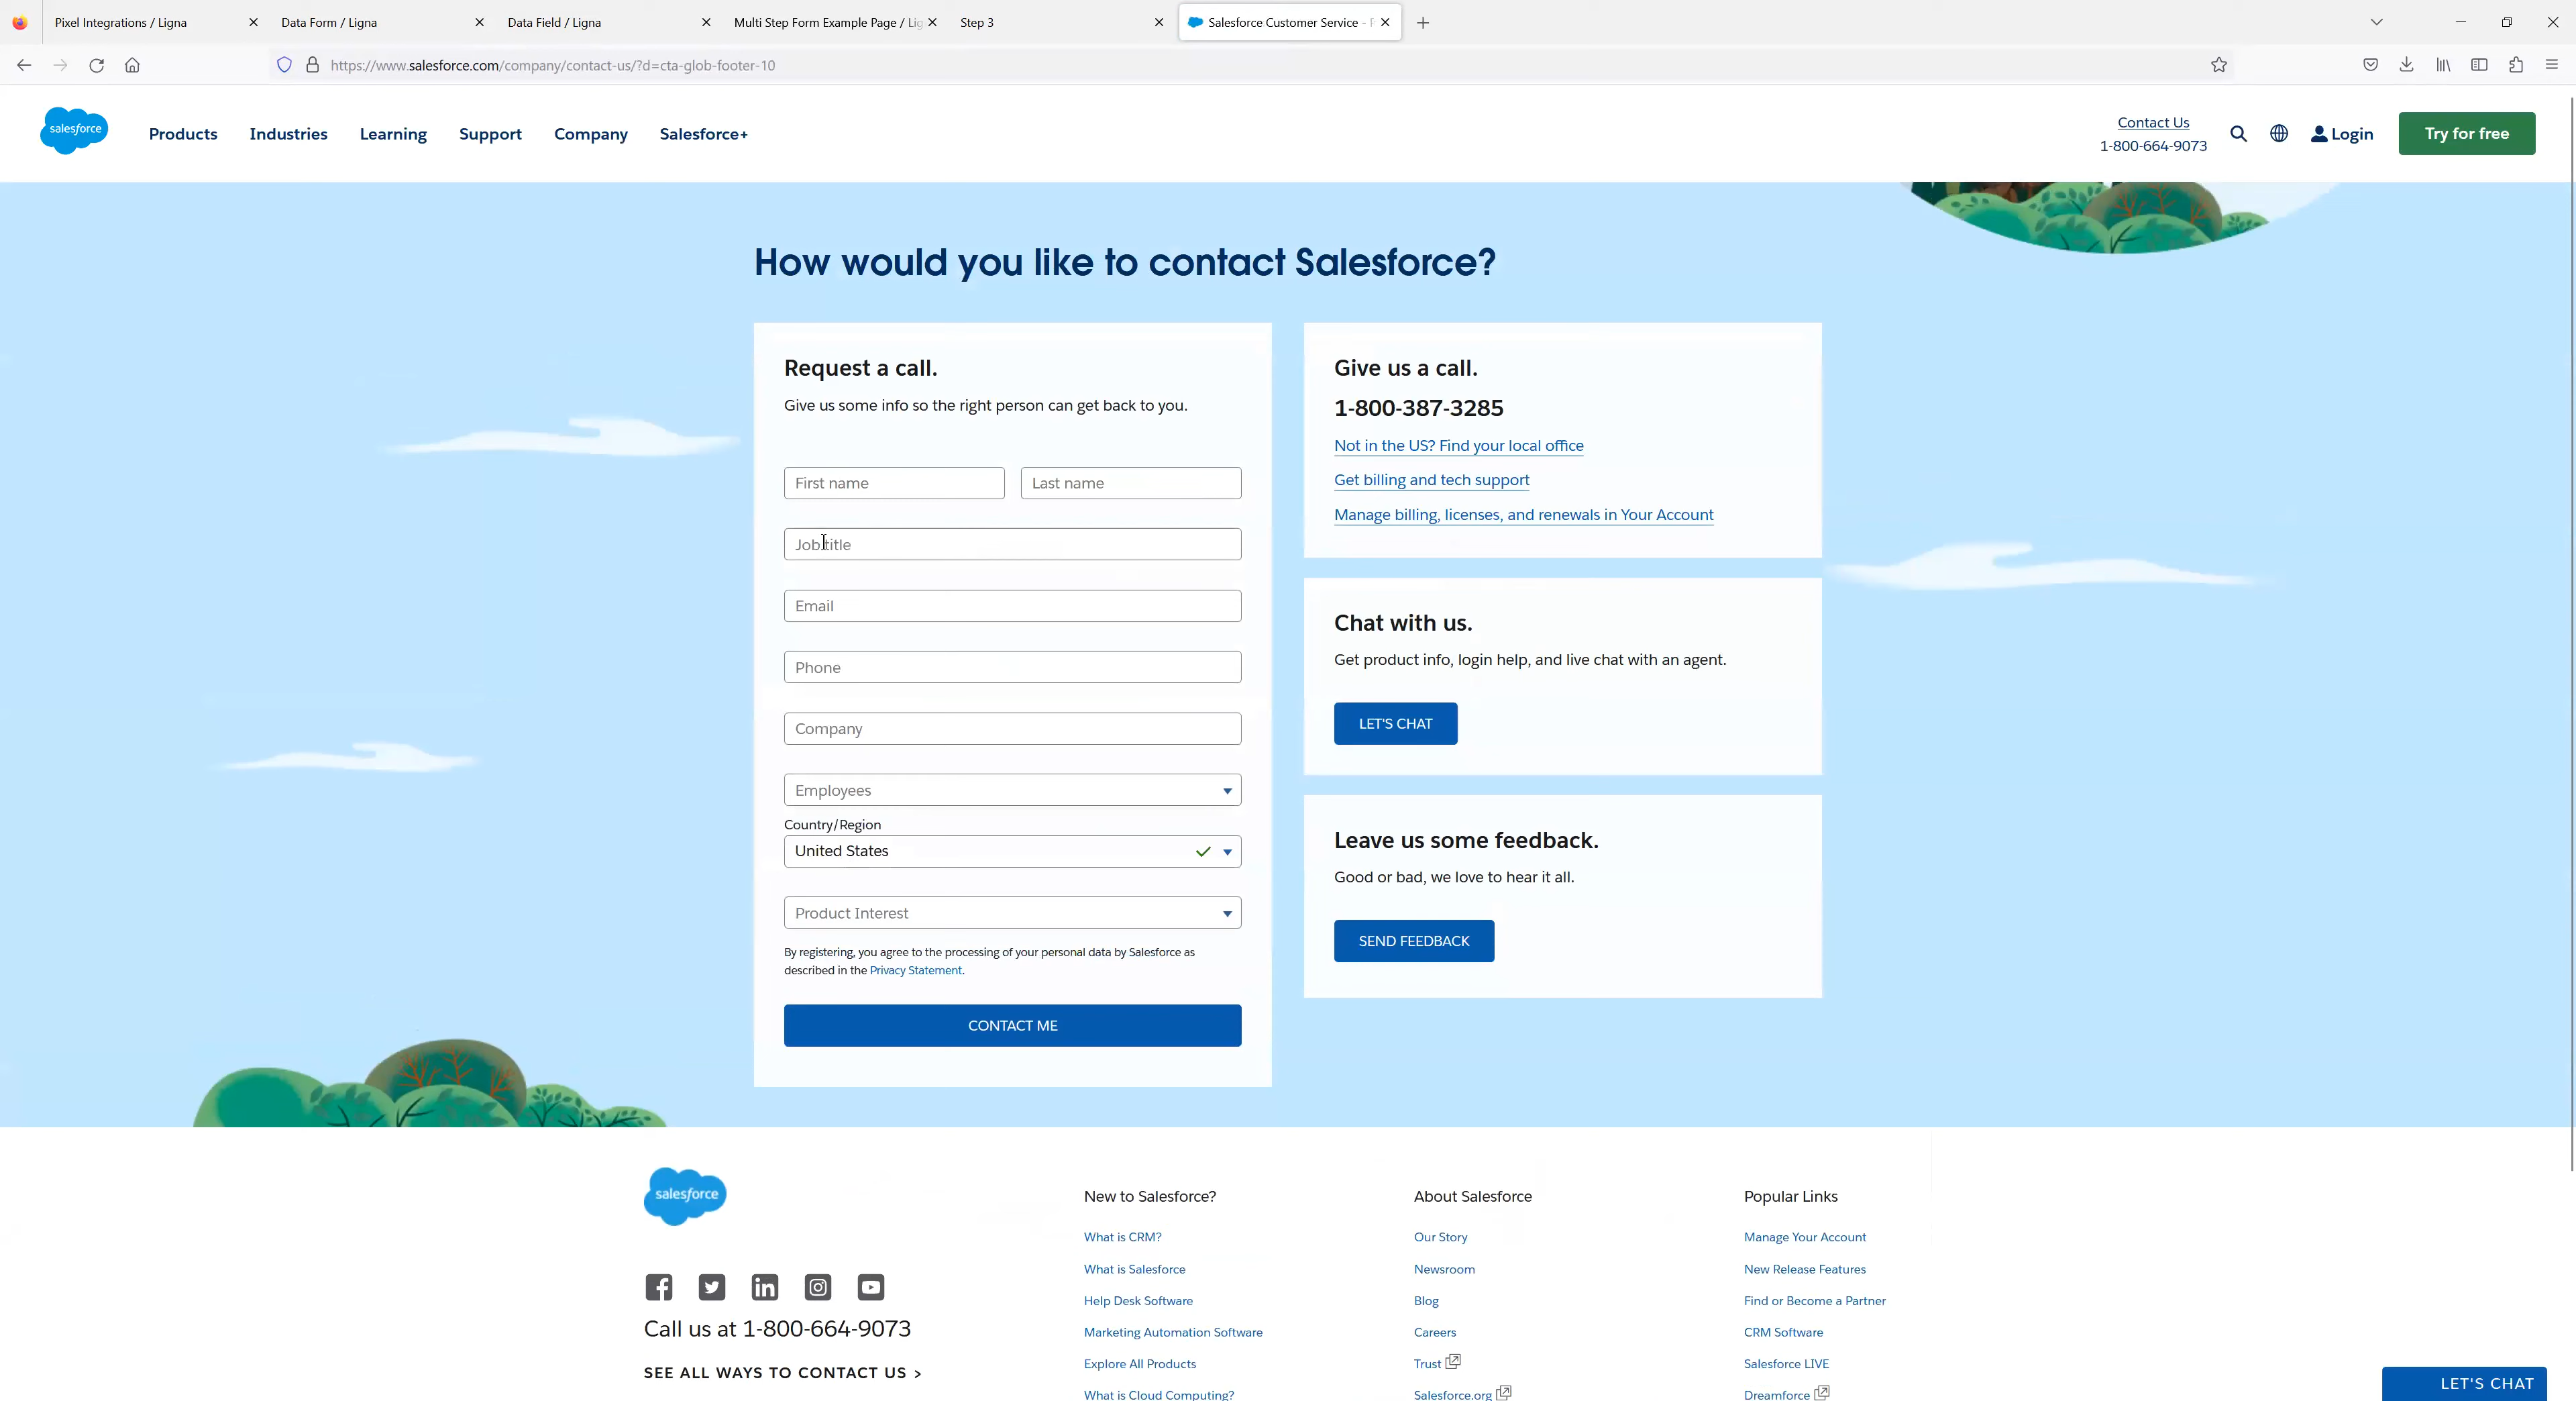 Pixel Integrations / Ligna
Data Form / Ligna
Data Field / Ligna
Multi Step Form Example Page / Lig
Step 3
Salesforce Customer Service -
https://www.salesforce.com/company/contact-us/?d=cta-glob-footer-10
salesforce
Products
Industries
Learning
Support
Company
Salesforce+
Contact Us
1-800-664-9073
Login
Try for free
How would you like to contact Salesforce?
Request a call.
Give us some info so the right person can get back to you.
First name
Last name
Job title
Email
Phone
Company
Employees
Country/Region
United States
Product Interest
By registering, you agree to the processing of your personal data by Salesforce as
described in the Privacy Statement.
CONTACT ME
Give us a call.
1-800-387-3285
Not in the US? Find your local office
Get billing and tech support
Manage billing, licenses, and renewals in Your Account
Chat with us.
Get product info, login help, and live chat with an agent.
LET'S CHAT
Leave us some feedback.
Good or bad, we love to hear it all.
SEND FEEDBACK
salesforce
Call us at 1-800-664-9073
SEE ALL WAYS TO CONTACT US >
New to Salesforce?
What is CRM?
What is Salesforce
Help Desk Software
Marketing Automation Software
Explore All Products
What is Cloud Computing?
About Salesforce
Our Story
Newsroom
Blog
Careers
Trust
Salesforce.org
Popular Links
Manage Your Account
New Release Features
Find or Become a Partner
CRM Software
Salesforce LIVE
Dreamforce
LET'S CHAT